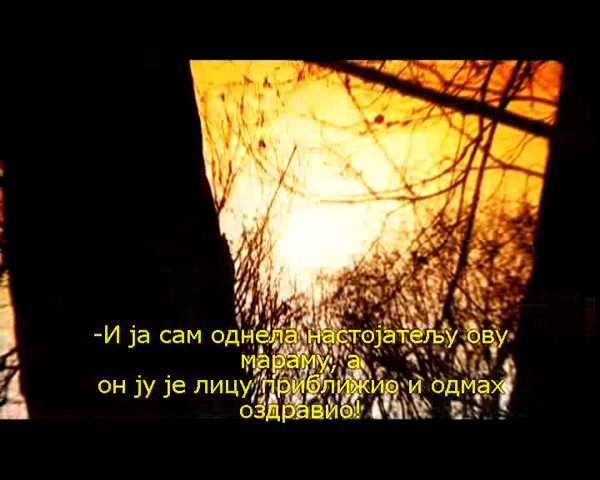 -И ја сам однела настојатељу ову
мараму, а
он ју је лицу приближио и одмах
оздравио!